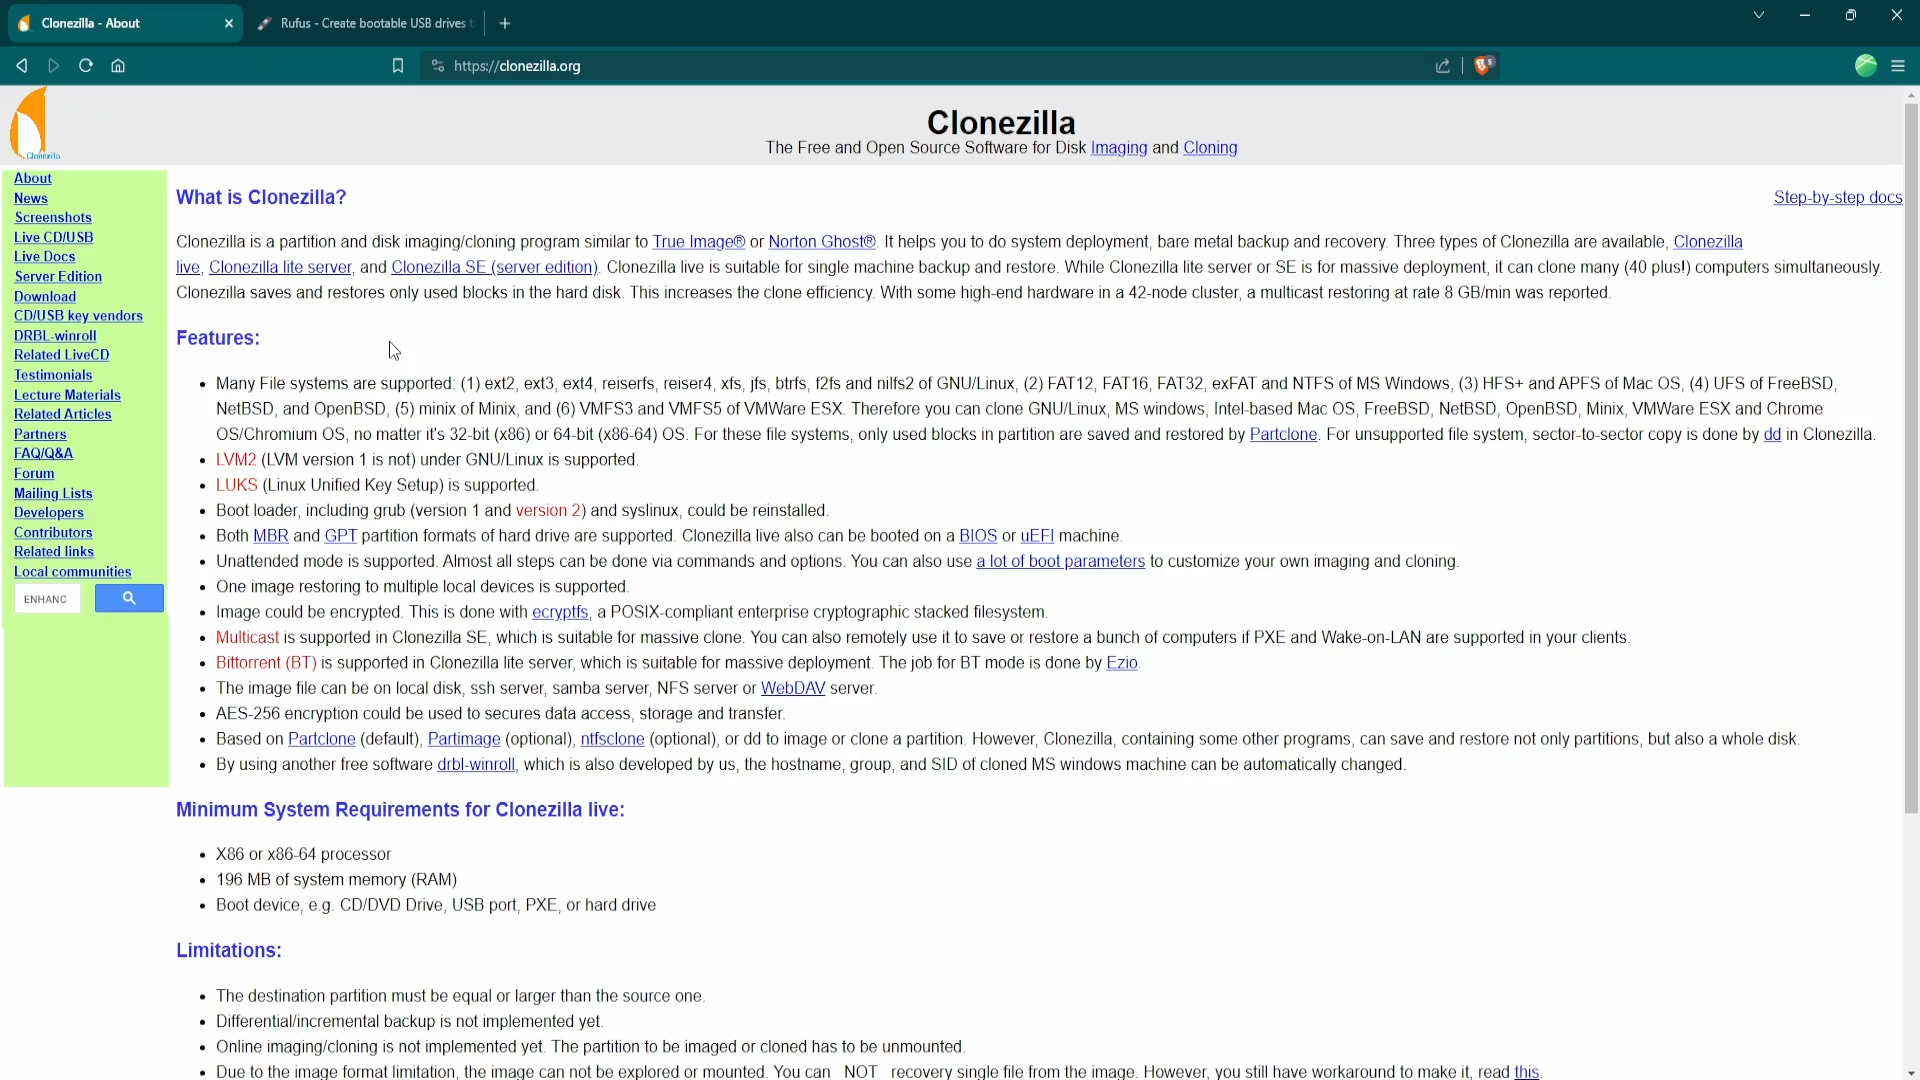 Clonezilla - About
Rufus - Create bootable USB drives
https://clonezilla.org
5
Clonezilla
Clonezilla
The Free and Open Source Software for Disk Imaging and Cloning
About
News
Screenshots
Live CD/USB
Live Docs
Server Edition
Download
CD/USB key vendors
DRBL-winroll
Related LiveCD
Testimonials
Lecture Materials
Related Articles
Partners
FAQ/Q&A
Forum
Mailing Lists
Developers
Contributors
Related links
Local communities
ENHANC
What is Clonezilla?
Step-by-step docs
Clonezilla is a partition and disk imaging/cloning program similar to True Image® or Norton Ghost®. It helps you to do system deployment, bare metal backup and recovery. Three types of Clonezilla are available, Clonezilla
live, Clonezilla lite server, and Clonezilla SE (server edition). Clonezilla live is suitable for single machine backup and restore. While Clonezilla lite server or SE is for massive deployment, it can clone many (40 plus!) computers simultaneously.
Clonezilla saves and restores only used blocks in the hard disk. This increases the clone efficiency. With some high-end hardware in a 42-node cluster, a multicast restoring at rate 8 GB/min was reported.
Features:
• Many File systems are supported: (1) ext2, ext3, ext4, reiserfs, reiser4, xfs, jfs, btrfs, f2fs and nilfs2 of GNU/Linux, (2) FAT12, FAT16, FAT32, exFAT and NTFS of MS Windows, (3) HFS+ and APFS of Mac OS, (4) UFS of FreeBSD,
NetBSD, and OpenBSD, (5) minix of Minix, and (6) VMFS3 and VMFS5 of VMWare ESX. Therefore you can clone GNU/Linux, MS windows, Intel-based Mac OS, FreeBSD, NetBSD, OpenBSD, Minix, VMWare ESX and Chrome
OS/Chromium OS, no matter it's 32-bit (x86) or 64-bit (x86-64) OS. For these file systems, only used blocks in partition are saved and restored by Partclone. For unsupported file system, sector-to-sector copy is done by dd in Clonezilla.
• LVM2 (LVM version 1 is not) under GNU/Linux is supported.
• LUKS (Linux Unified Key Setup) is supported.
• Boot loader, including grub (version 1 and version 2) and syslinux, could be reinstalled.
• Both MBR and GPT partition formats of hard drive are supported. Clonezilla live also can be booted on a BIOS or uEFI machine.
• Unattended mode is supported. Almost all steps can be done via commands and options. You can also use a lot of boot parameters to customize your own imaging and cloning.
• One image restoring to multiple local devices is supported.
• Image could be encrypted. This is done with ecryptfs, a POSIX-compliant enterprise cryptographic stacked filesystem.
• Multicast is supported in Clonezilla SE, which is suitable for massive clone. You can also remotely use it to save or restore a bunch of computers if PXE and Wake-on-LAN are supported in your clients.
• Bittorrent (BT) is supported in Clonezilla lite server, which is suitable for massive deployment. The job for BT mode is done by Ezio.
• The image file can be on local disk, ssh server, samba server, NFS server or WebDAV server.
• AES-256 encryption could be used to secures data access, storage and transfer.
• Based on Partclone (default), Partimage (optional), ntfsclone (optional), or dd to image or clone a partition. However, Clonezilla, containing some other programs, can save and restore not only partitions, but also a whole disk.
• By using another free software drbl-winroll, which is also developed by us, the hostname, group, and SID of cloned MS windows machine can be automatically changed.
Minimum System Requirements for Clonezilla live:
• X86 or x86-64 processor
• 196 MB of system memory (RAM)
• Boot device, e.g. CD/DVD Drive, USB port, PXE, or hard drive
Limitations:
• The destination partition must be equal or larger than the source one.
• Differential/incremental backup is not implemented yet.
• Online imaging/cloning is not implemented yet. The partition to be imaged or cloned has to be unmounted.
• Due to the image format limitation, the image can not be explored or mounted. You can _NOT_ recovery single file from the image. However, you still have workaround to make it, read this.